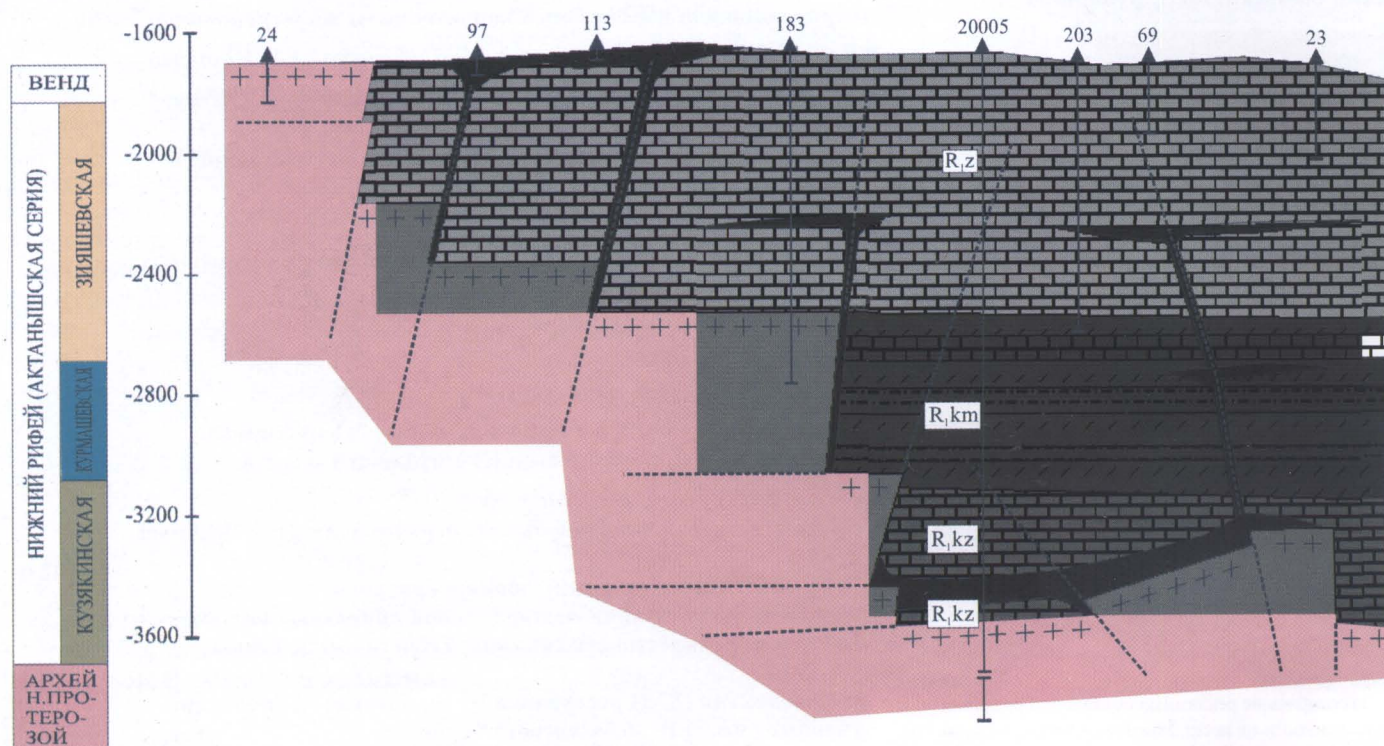 -1600
24
97
113
183
20005
203
69
23
ВЕНД
НИЖНИЙ РИФЕЙ (АКТАНЫШСКАЯ СЕРИЯ)
ЗИЯШЕВСКАЯ
КУРМАШЕВСКАЯ
КУЗЯКИНСКАЯ
АРХЕЙ
Н.ПРО-
ТЕРО-
ЗОЙ
-2000
-2400
-2800
-3200
-3600
R₁z
R₁km
R₁kz
R₁kz